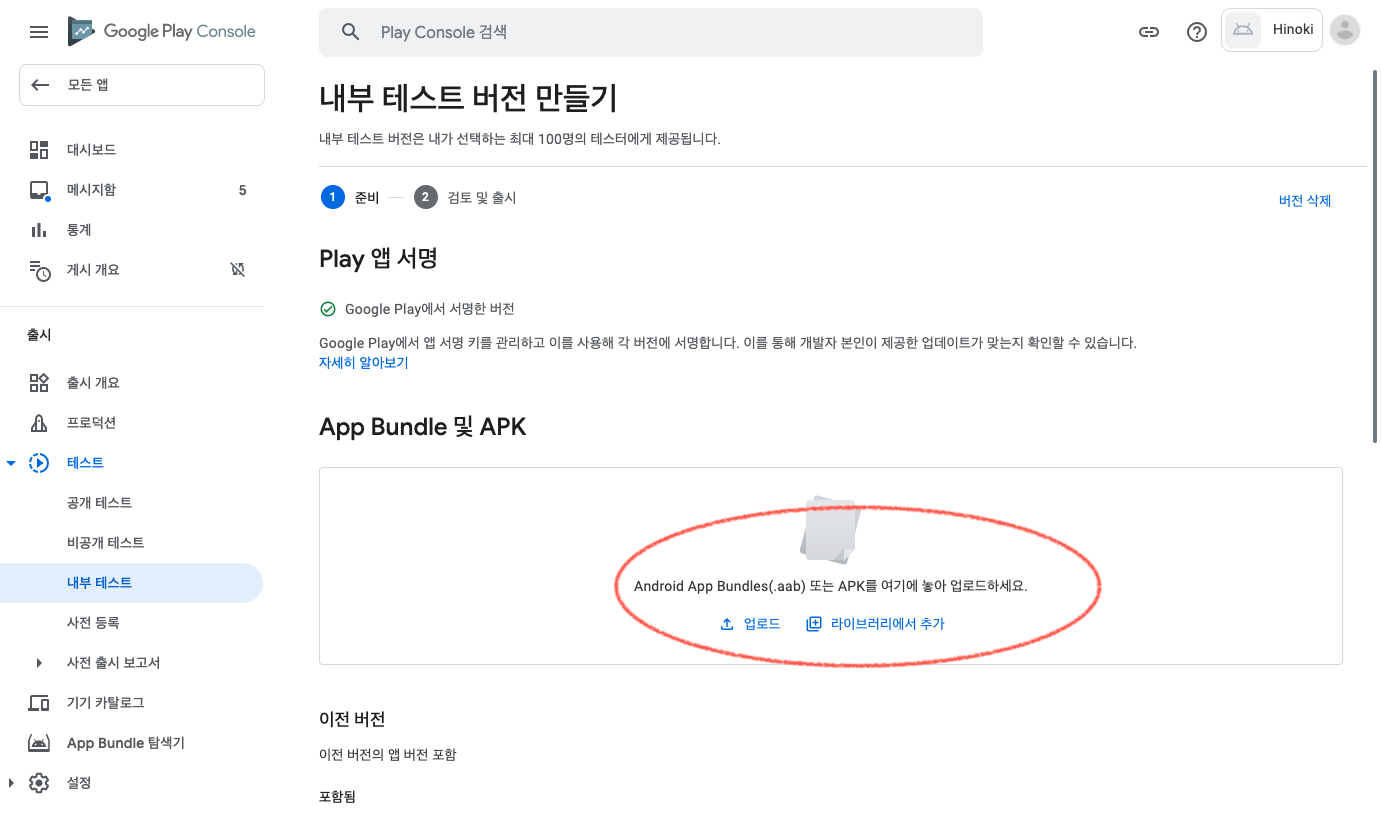 Google Play Console
Play Console 검색
Hinoki
모든 앱
대시보드
메시지함 5
통계
게시 개요
출시
출시 개요
프로덕션
테스트
공개 테스트
비공개 테스트
내부 테스트
사전 등록
사전 출시 보고서
기기 카탈로그
App Bundle 탐색기
설정
내부 테스트 버전 만들기
내부 테스트 버전은 내가 선택하는 최대 100명의 테스터에게 제공됩니다.
1 준비 2 검토 및 출시
버전 삭제
Play 앱 서명
Google Play에서 서명한 버전
Google Play에서 앱 서명 키를 관리하고 이를 사용해 각 버전에 서명합니다. 이를 통해 개발자 본인이 제공한 업데이트가 맞는지 확인할 수 있습니다.
자세히 알아보기
App Bundle 및 APK
Android App Bundles(.aab) 또는 APK를 여기에 놓아 업로드하세요.
업로드 라이브러리에서 추가
이전 버전
이전 버전의 앱 버전 포함
포함됨